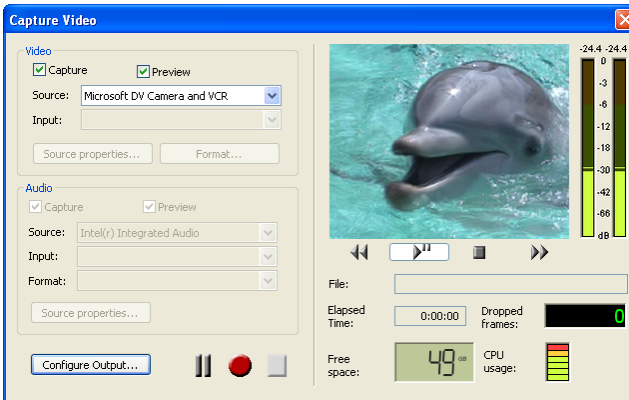 Capture Video
Video
Capture
Preview
Source: Microsoft DV Camera and VCR
Input:
Source properties... Format...
Audio
Capture
Preview
Source: Intel(r) Integrated Audio
Input:
Format:
Source properties...
Configure Output...
-24.4 -24.4
0
-3
-6
-12
-18
-30
-42
-66
dB
File:
Elapsed Time: 0:00:00
Dropped frames: 0
Free space: 49 GB
CPU usage: